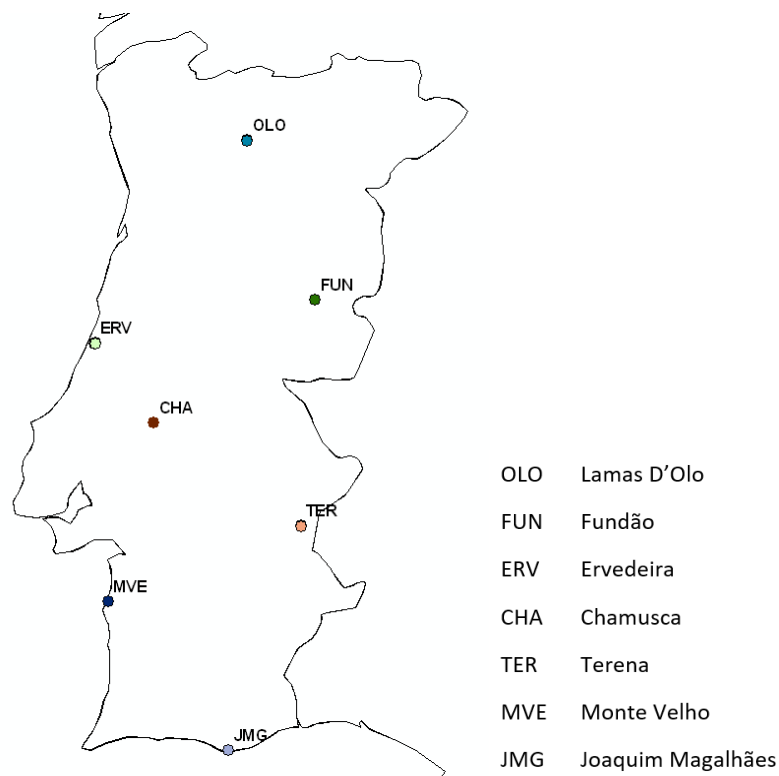 OLO
FUN
ERV
CHA
TER
MVE
JMG
OLO Lamas D’Olo
FUN Fundão
ERV Ervedeira
CHA Chamusca
TER Terena
MVE Monte Velho
JMG Joaquim Magalhães